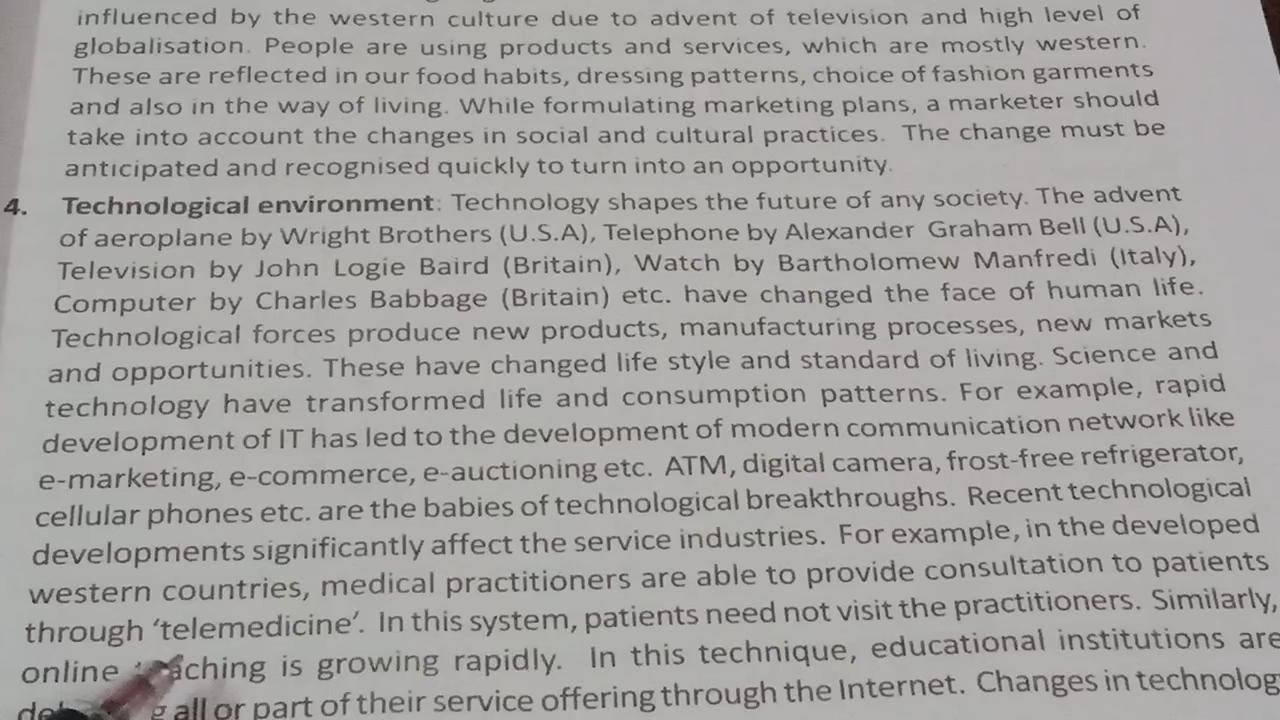 influenced by the western culture due to advent of television and high level of
globalisation. People are using products and services, which are mostly western.
These are reflected in our food habits, dressing patterns, choice of fashion garments
and also in the way of living. While formulating marketing plans, a marketer should
take into account the changes in social and cultural practices. The change must be
anticipated and recognised quickly to turn into an opportunity.
4. Technological environment: Technology shapes the future of any society. The advent
of aeroplane by Wright Brothers (U.S.A), Telephone by Alexander Graham Bell (U.S.A),
Television by John Logie Baird (Britain), Watch by Bartholomew Manfredi (Italy),
Computer by Charles Babbage (Britain) etc. have changed the face of human life.
Technological forces produce new products, manufacturing processes, new markets
and opportunities. These have changed life style and standard of living. Science and
technology have transformed life and consumption patterns. For example, rapid
development of IT has led to the development of modern communication network like
e-marketing, e-commerce, e-auctioning etc. ATM, digital camera, frost-free refrigerator,
cellular phones etc. are the babies of technological breakthroughs. Recent technological
developments significantly affect the service industries. For example, in the developed
western countries, medical practitioners are able to provide consultation to patients
through ‘telemedicine’. In this system, patients need not visit the practitioners. Similarly,
online is growing rapidly. In this technique, educational institutions are
all or part of their service offering through the Internet. Changes in technolog